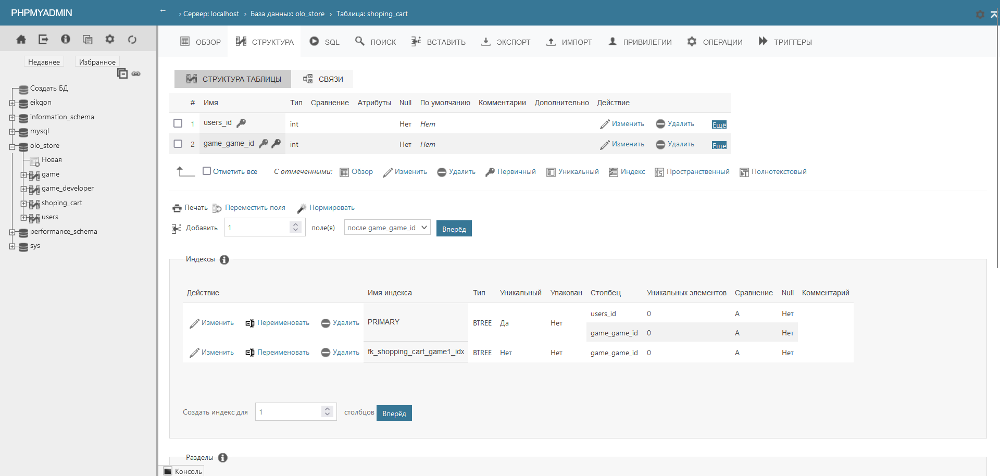 PHPMYADMIN
← › Сервер: localhost › База данных: olo_store › Таблица: shoping_cart
Недавнее Избранное
Создать БД
eikqon
information_schema
mysql
olo_store
Новая
game
game_developer
shoping_cart
users
performance_schema
sys
ОБЗОР СТРУКТУРА SQL ПОИСК ВСТАВИТЬ ЭКСПОРТ ИМПОРТ ПРИВИЛЕГИИ ОПЕРАЦИИ ТРИГГЕРЫ
СТРУКТУРА ТАБЛИЦЫ СВЯЗИ
# Имя Тип Сравнение Атрибуты Null По умолчанию Комментарии Дополнительно Действие
1 users_id int Нет Нет Изменить Удалить Ещё
2 game_game_id int Нет Нет Изменить Удалить Ещё
Отметить все С отмеченными: Обзор Изменить Удалить Первичный Уникальный Индекс Пространственный Полнотекстовый
Печать Переместить поля Нормировать
Добавить 1 поле(я) после game_game_id Вперёд
Индексы
Действие Имя индекса Тип Уникальный Упакован Столбец Уникальных элементов Сравнение Null Комментарий
Изменить Переименовать Удалить PRIMARY BTREE Да Нет users_id 0 A Нет
game_game_id 0 A Нет
Изменить Переименовать Удалить fk_shopping_cart_game1_idx BTREE Нет Нет game_game_id 0 A Нет
Создать индекс для 1 столбцов Вперёд
Разделы
Консоль